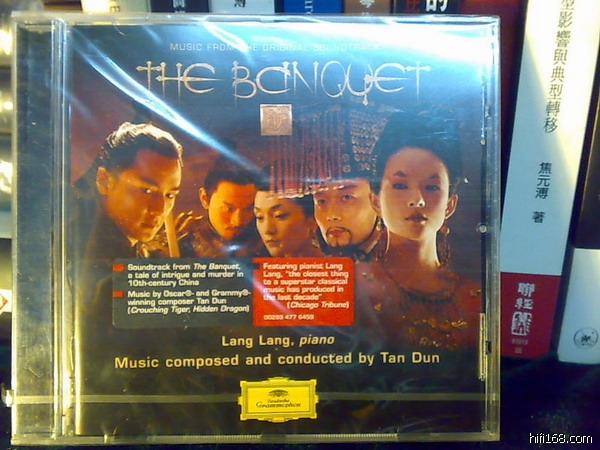 MUSIC FROM THE ORIGINAL SOUNDTRACK
THE BANQUET
Soundtrack from The Banquet,
a tale of intrigue and murder in
10th-century China
Music by Oscar®- and Grammy®-
winning composer Tan Dun
(Crouching Tiger, Hidden Dragon)
Featuring pianist Lang
Lang, "the closest thing
to a superstar classical
music has produced in
the last decade"
(Chicago Tribune)
00289 477 6459
Lang Lang, piano
Music composed and conducted by Tan Dun
Deutsche
Grammophon
型影響與典型轉移
焦元溥 著
聯經
的
hifi168.com